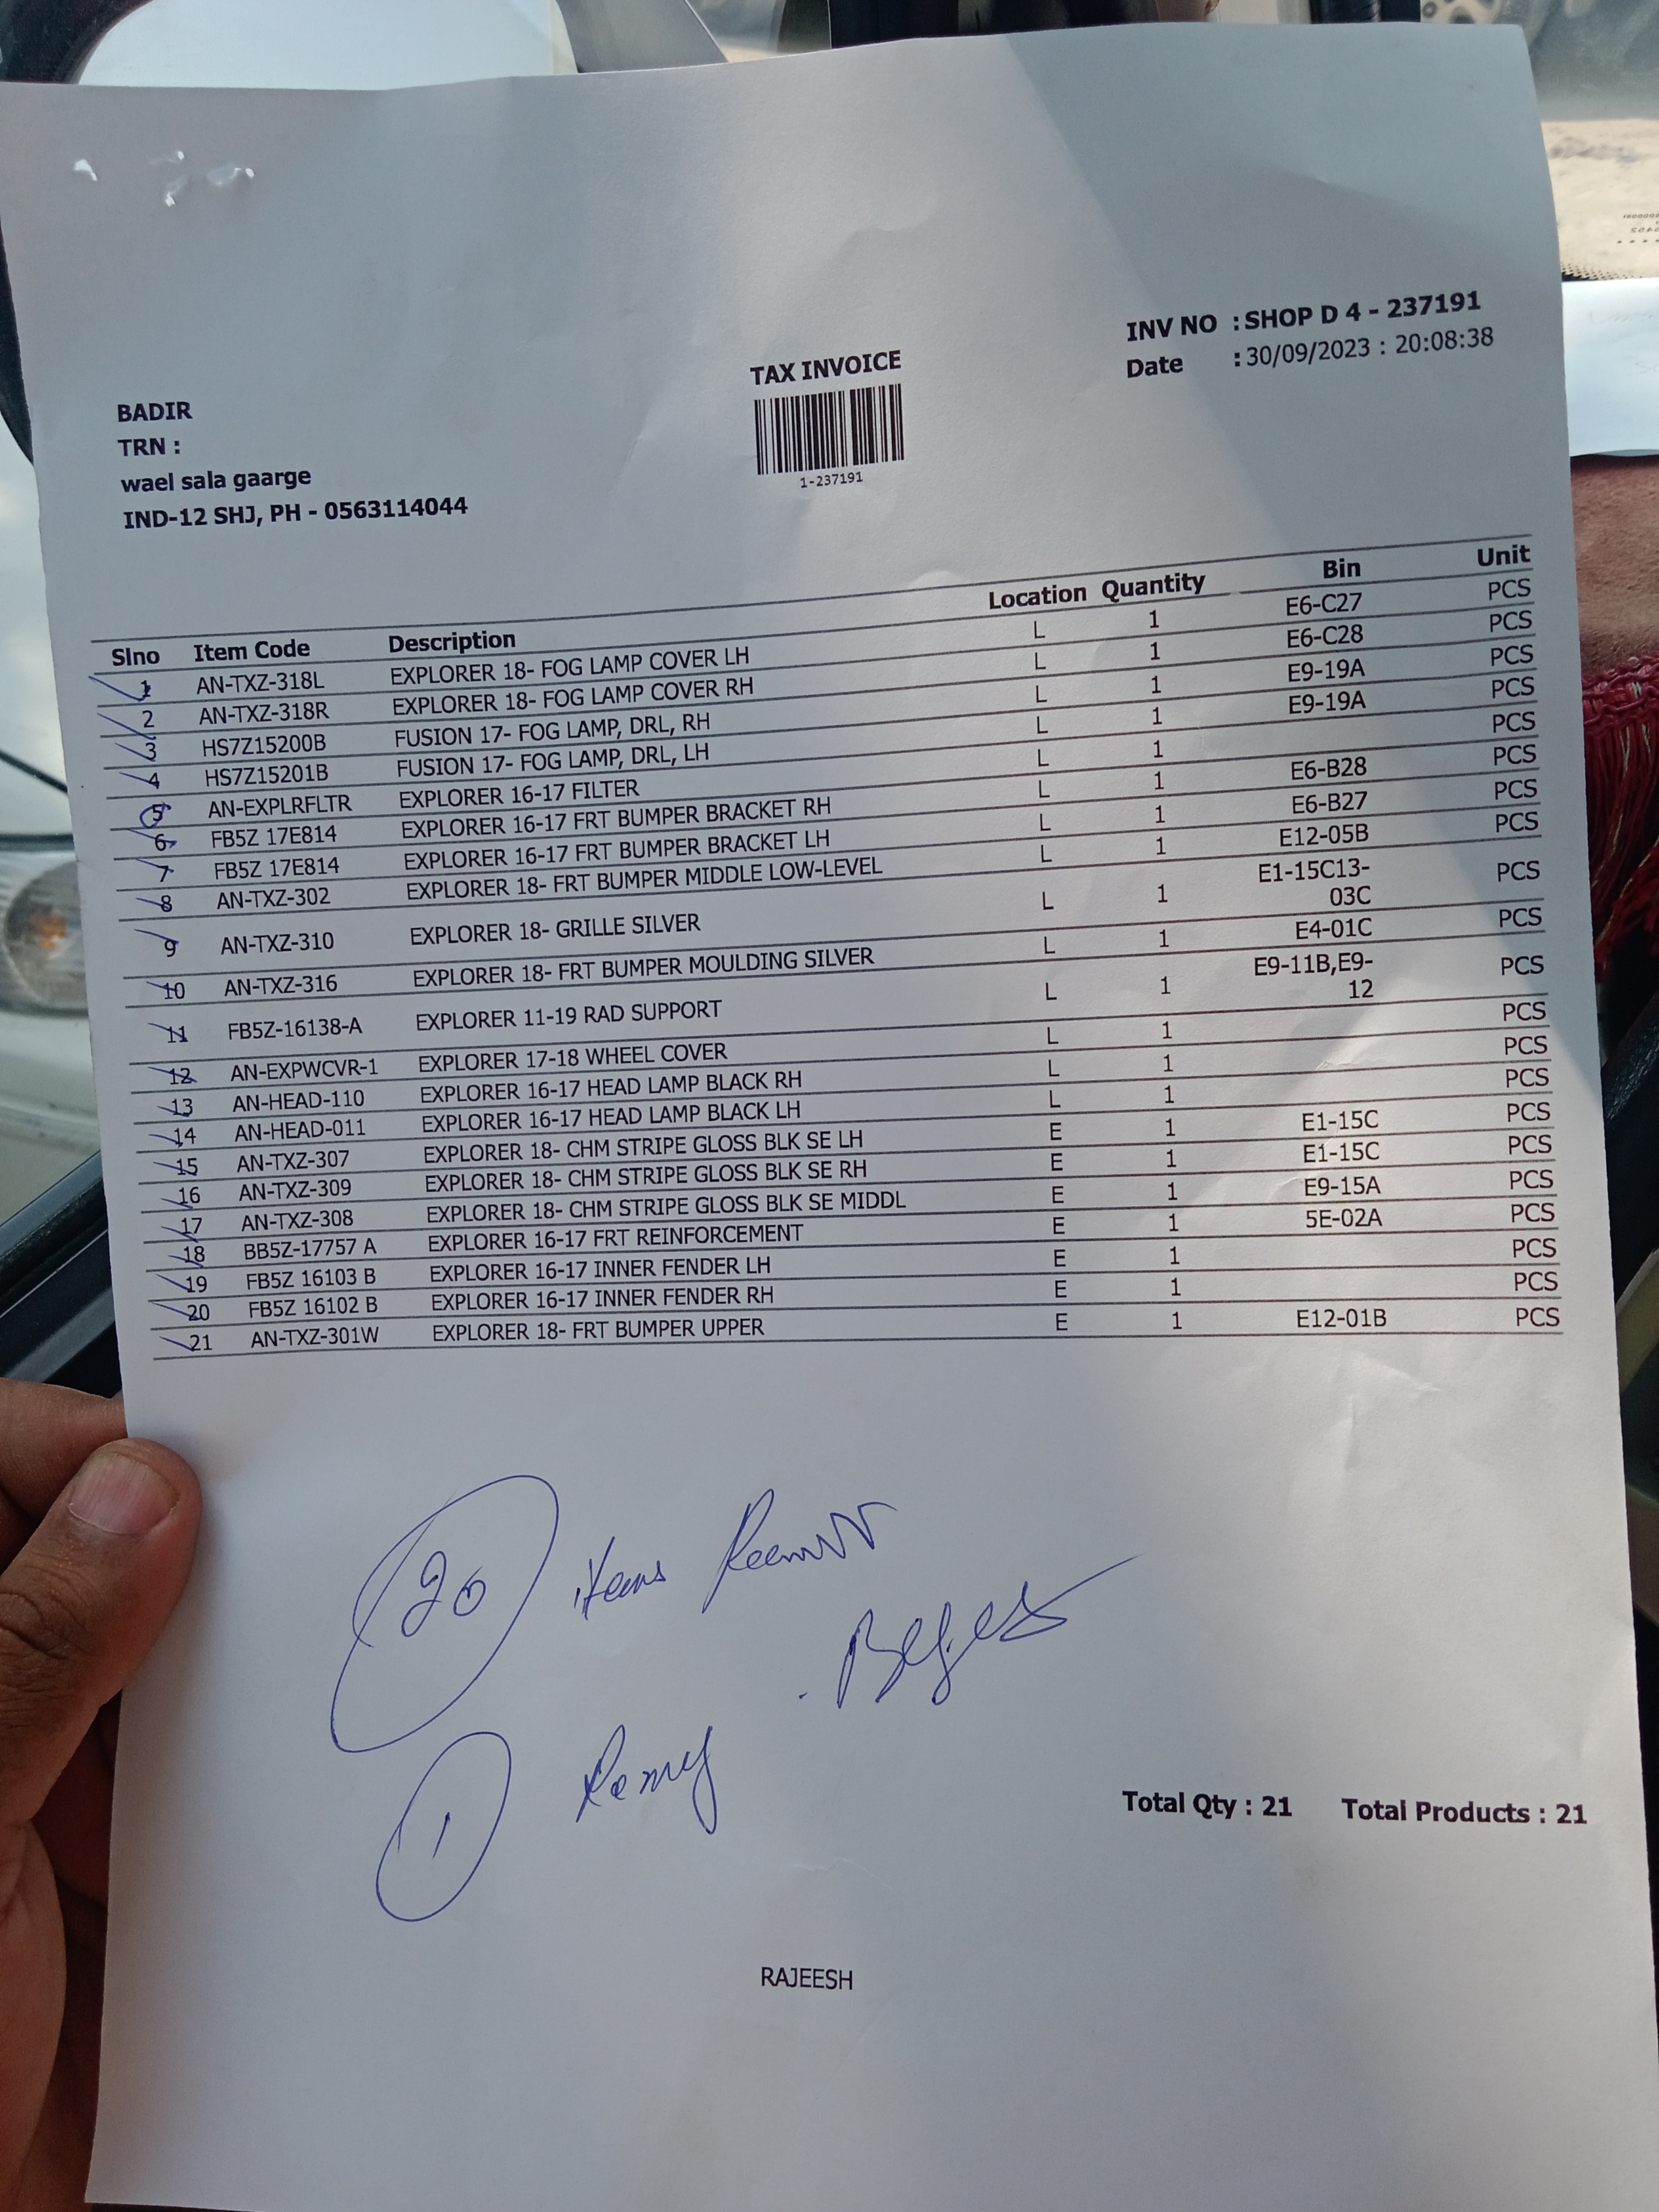 INV NO : SHOP D 4 - 237191
Date : 30/09/2023 : 20:08:38
TAX INVOICE
1-237191
BADIR
TRN :
wael sala gaarge
IND-12 SHJ, PH - 0563114044
Slno Item Code Description Location Quantity Bin Unit
1 AN-TXZ-318L EXPLORER 18- FOG LAMP COVER LH L 1 E6-C27 PCS
2 AN-TXZ-318R EXPLORER 18- FOG LAMP COVER RH L 1 E6-C28 PCS
3 HS7Z15200B FUSION 17- FOG LAMP, DRL, RH L 1 E9-19A PCS
4 HS7Z15201B FUSION 17- FOG LAMP, DRL, LH L 1 E9-19A PCS
5 AN-EXPLRFLTR EXPLORER 16-17 FILTER L 1 PCS
6 FB5Z 17E814 EXPLORER 16-17 FRT BUMPER BRACKET RH L 1 E6-B28 PCS
7 FB5Z 17E814 EXPLORER 16-17 FRT BUMPER BRACKET LH L 1 E6-B27 PCS
8 AN-TXZ-302 EXPLORER 18- FRT BUMPER MIDDLE LOW-LEVEL L 1 E12-05B PCS
9 AN-TXZ-310 EXPLORER 18- GRILLE SILVER L 1 E1-15C13-03C PCS
10 AN-TXZ-316 EXPLORER 18- FRT BUMPER MOULDING SILVER L 1 E4-01C PCS
11 FB5Z-16138-A EXPLORER 11-19 RAD SUPPORT L 1 E9-11B,E9-12 PCS
12 AN-EXPWCVR-1 EXPLORER 17-18 WHEEL COVER L 1 PCS
13 AN-HEAD-110 EXPLORER 16-17 HEAD LAMP BLACK RH L 1 PCS
14 AN-HEAD-011 EXPLORER 16-17 HEAD LAMP BLACK LH L 1 PCS
15 AN-TXZ-307 EXPLORER 18- CHM STRIPE GLOSS BLK SE LH E 1 E1-15C PCS
16 AN-TXZ-309 EXPLORER 18- CHM STRIPE GLOSS BLK SE RH E 1 E1-15C PCS
17 AN-TXZ-308 EXPLORER 18- CHM STRIPE GLOSS BLK SE MIDDL E 1 E9-15A PCS
18 BB5Z-17757 A EXPLORER 16-17 FRT REINFORCEMENT E 1 5E-02A PCS
19 FB5Z 16103 B EXPLORER 16-17 INNER FENDER LH E 1 PCS
20 FB5Z 16102 B EXPLORER 16-17 INNER FENDER RH E 1 PCS
21 AN-TXZ-301W EXPLORER 18- FRT BUMPER UPPER E 1 E12-01B PCS
20 items
1
Total Qty : 21 Total Products : 21
RAJEESH